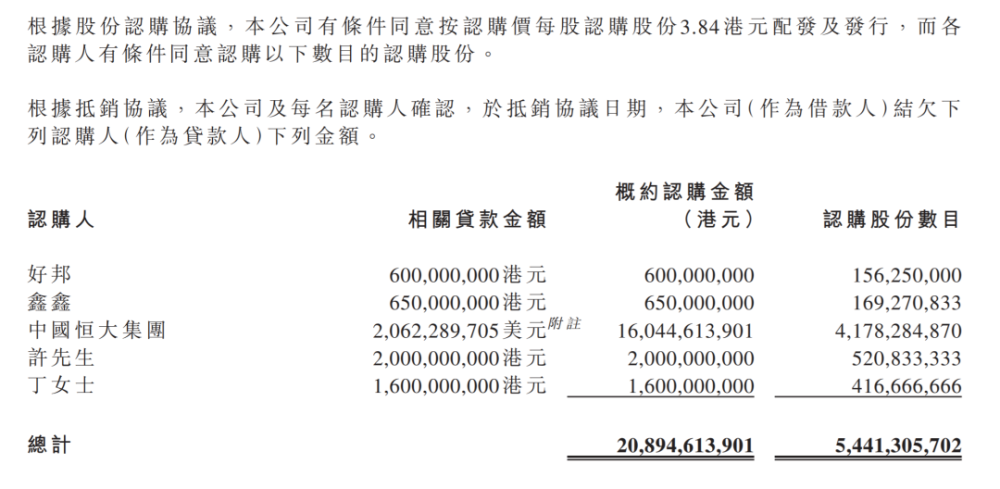 根據股份認購協議，本公司有條件同意按認購價每股認購股份3.84港元配發及發行，而各
認購人有條件同意認購以下數目的認購股份。
根據抵銷協議，本公司及每名認購人確認，於抵銷協議日期，本公司(作為借款人)結欠下
列認購人(作為貸款人)下列金額。
概約認購金額
認購人 相關貸款金額 （港元） 認購股份數目
好邦 600,000,000港元 600,000,000 156,250,000
鑫鑫 650,000,000港元 650,000,000 169,270,833
中國恒大集團 2,062,289,705美元附註 16,044,613,901 4,178,284,870
許先生 2,000,000,000港元 2,000,000,000 520,833,333
丁女士 1,600,000,000港元 1,600,000,000 416,666,666
總計 20,894,613,901 5,441,305,702